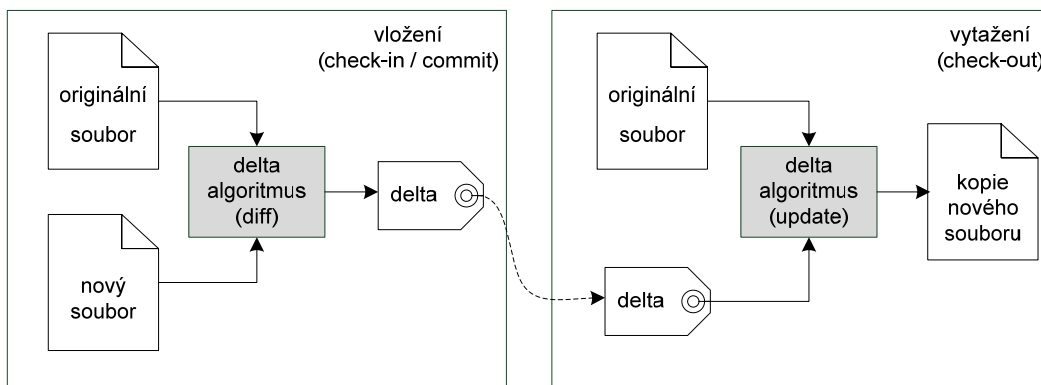 vložení
(check-in / commit)
originální
soubor
delta
algoritmus
(diff)
delta
nový
soubor
vytažení
(check-out)
originální
soubor
delta
algoritmus
(update)
kopie
nového
souboru
delta